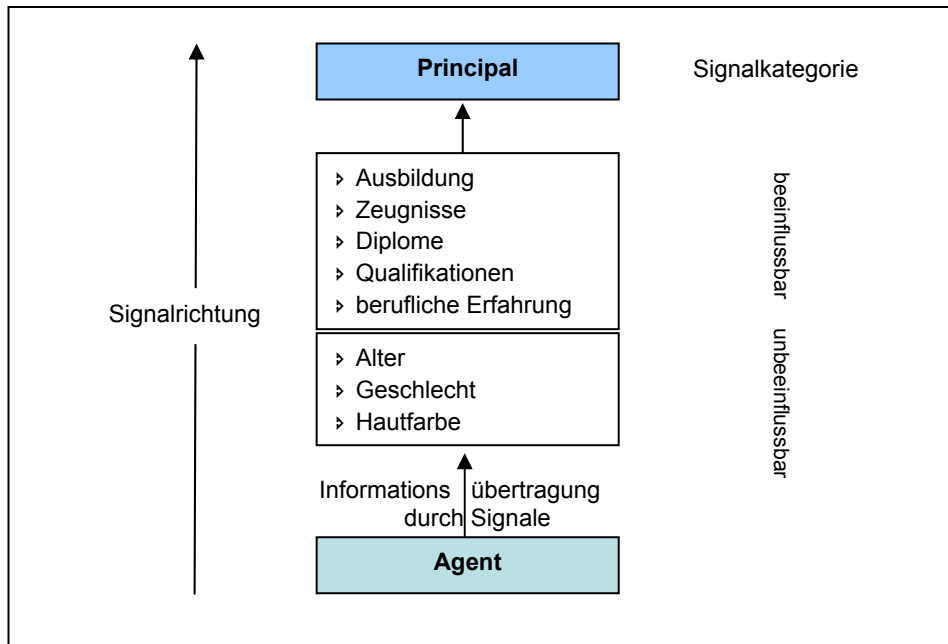 Principal
Signalkategorie
Ausbildung
Zeugnisse
Diplome
Qualifikationen
berufliche Erfahrung
beeinflussbar
Signalrichtung
Alter
Geschlecht
Hautfarbe
unbeeinflussbar
Informations übertragung
durch Signale
Agent